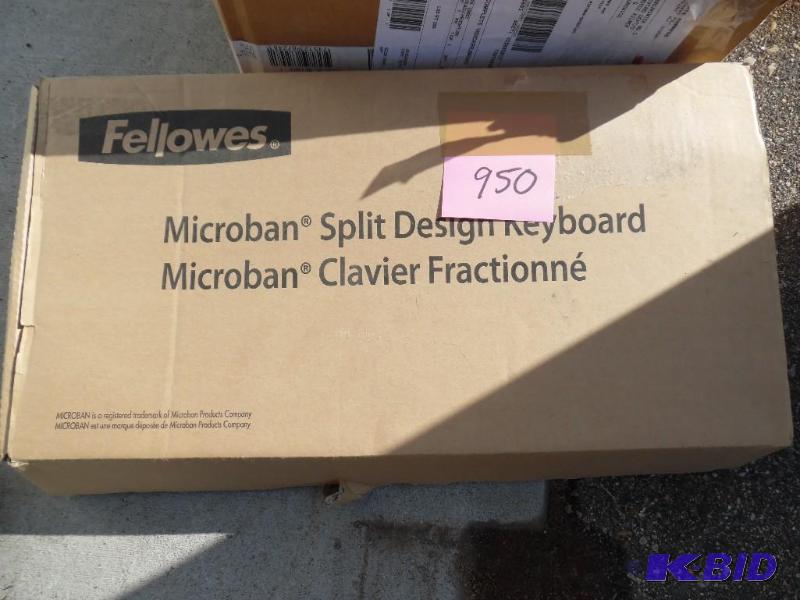 Fellowes®
950
Microban® Split Design Keyboard
Microban® Clavier Fractionné
MICROBAN is a registered trademark of Microban Products Company
MICROBAN est une marque déposée de Microban Products Company
K-BID